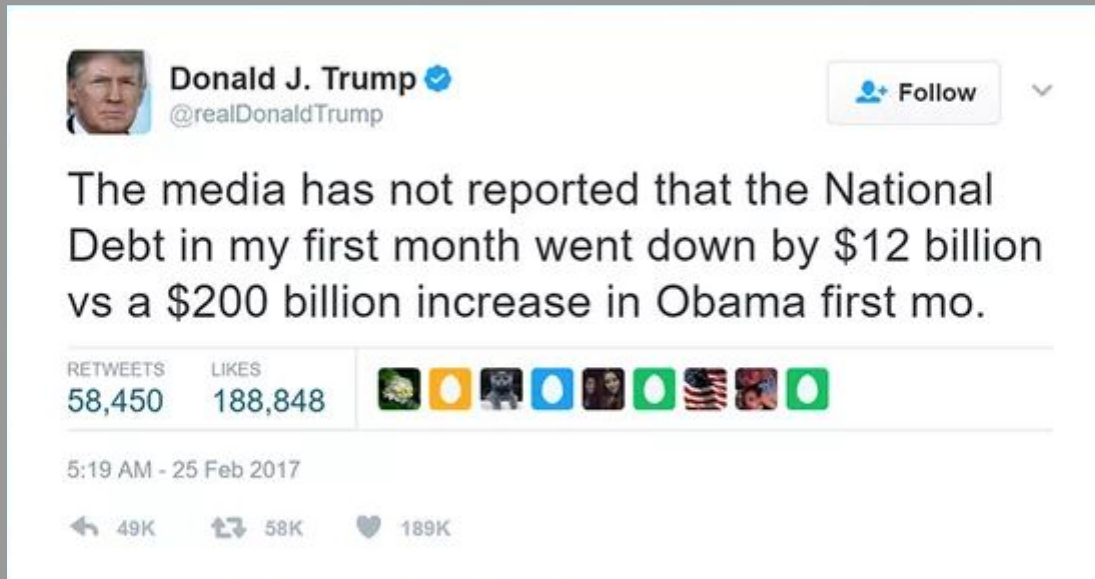 Donald J. Trump
@realDonaldTrump
Follow
The media has not reported that the National
Debt in my first month went down by $12 billion
vs a $200 billion increase in Obama first mo.
RETWEETS LIKES
58,450 188,848
5:19 AM - 25 Feb 2017
49K 58K 189K